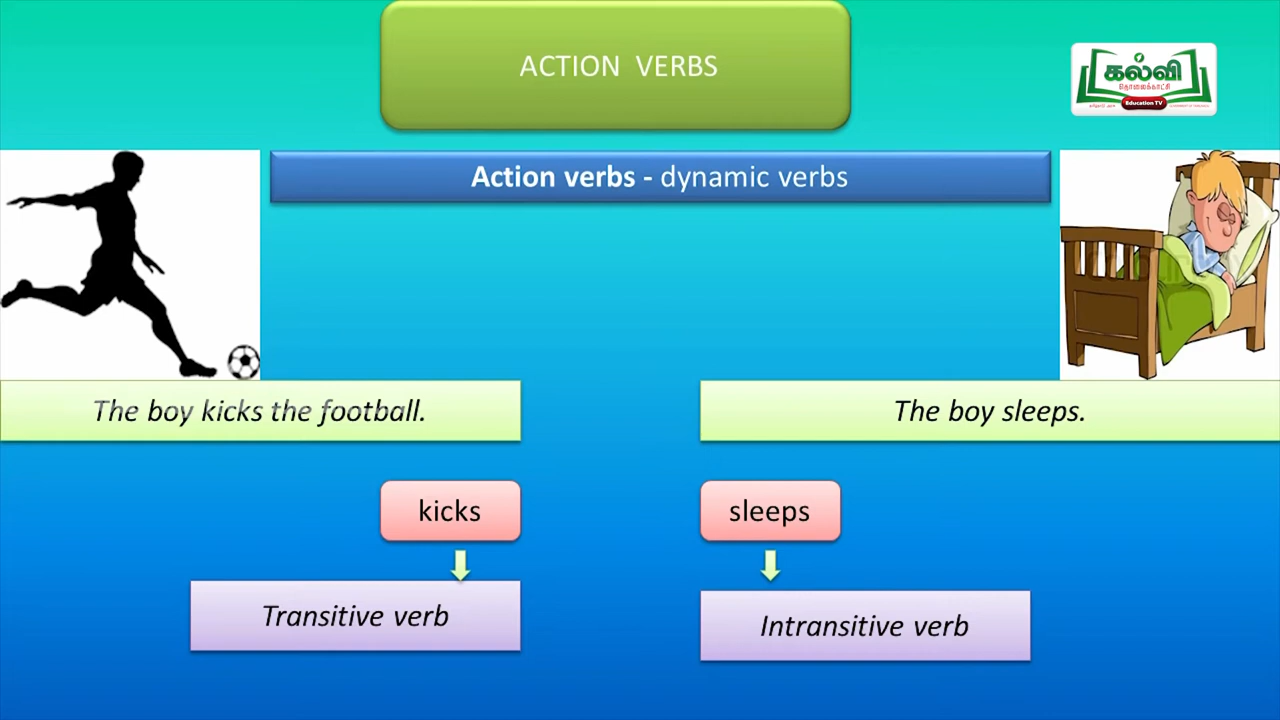 ACTION VERBS
கல்வி
தொலைக்காட்சி
Education TV
Action verbs - dynamic verbs
The boy kicks the football.
The boy sleeps.
kicks
sleeps
Transitive verb
Intransitive verb